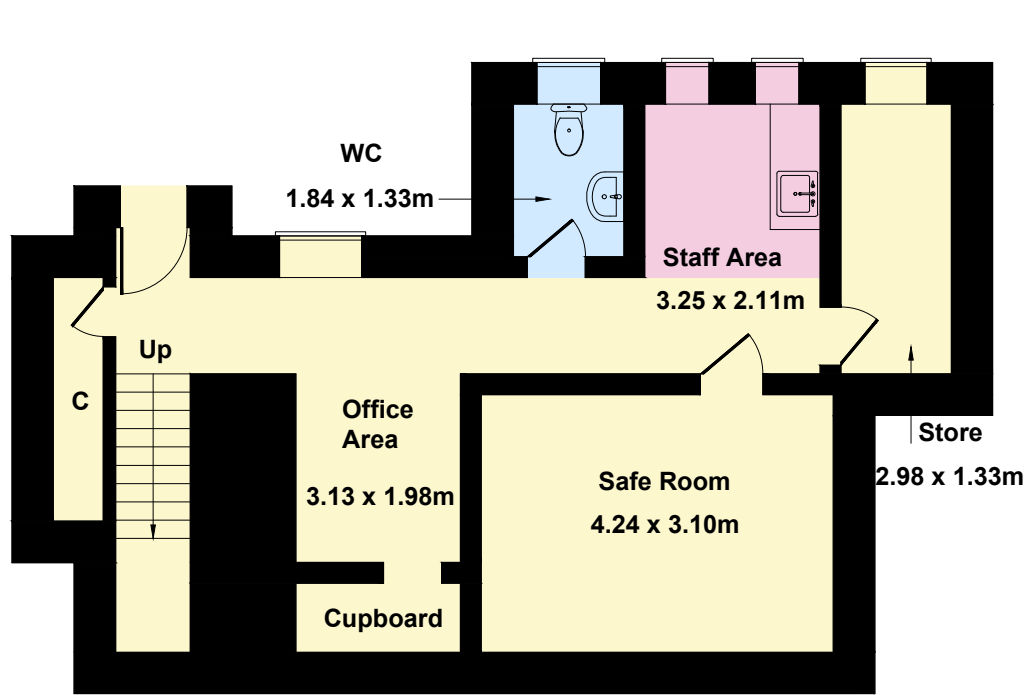 WC
1.84 x 1.33m
Staff Area
3.25 x 2.11m
Up
C
Office
Area
3.13 x 1.98m
Store
2.98 x 1.33m
Safe Room
4.24 x 3.10m
Cupboard